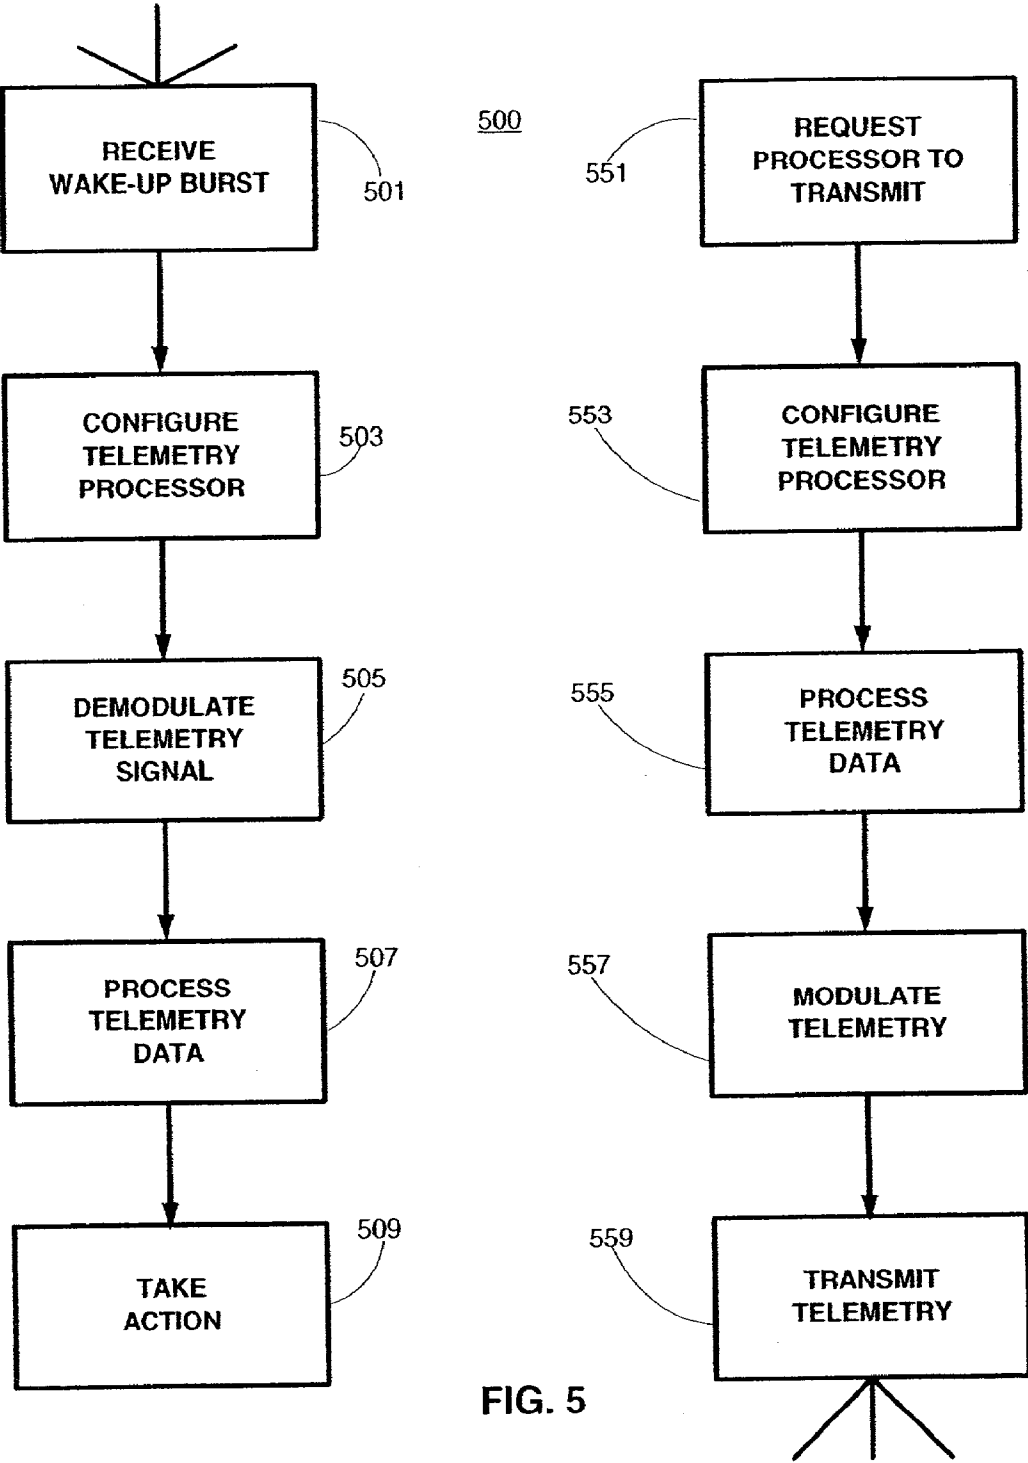 500
RECEIVE
WAKE-UP BURST
501
CONFIGURE
TELEMETRY
PROCESSOR
503
DEMODULATE
TELEMETRY
SIGNAL
505
PROCESS
TELEMETRY
DATA
507
TAKE
ACTION
509
REQUEST
PROCESSOR TO
TRANSMIT
551
CONFIGURE
TELEMETRY
PROCESSOR
553
PROCESS
TELEMETRY
DATA
555
MODULATE
TELEMETRY
557
TRANSMIT
TELEMETRY
559
FIG. 5